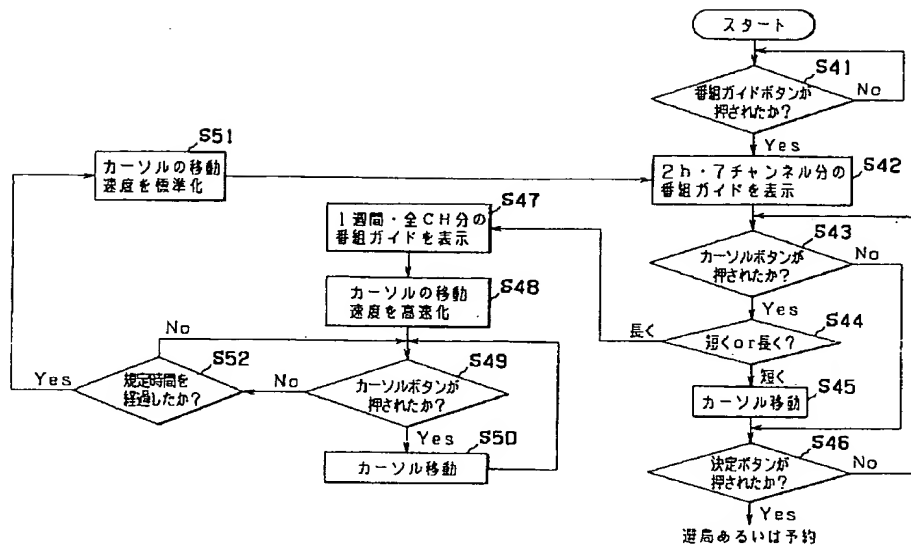 スタート
S41
番組ガイドボタンが
押されたか?
No
Yes
S42
2h・7チャンネル分の
番組ガイドを表示
S43
カーソルボタンが
押されたか?
No
Yes
S44
短くor長く?
長く
短く
S45
カーソル移動
S46
決定ボタンが
押されたか?
No
Yes
選局あるいは予約
S47
1週間・全CH分の
番組ガイドを表示
S48
カーソルの移動
速度を高速化
S49
カーソルボタンが
押されたか?
No
Yes
S50
カーソル移動
S52
規定時間を
経過したか?
No
Yes
S51
カーソルの移動
速度を標準化